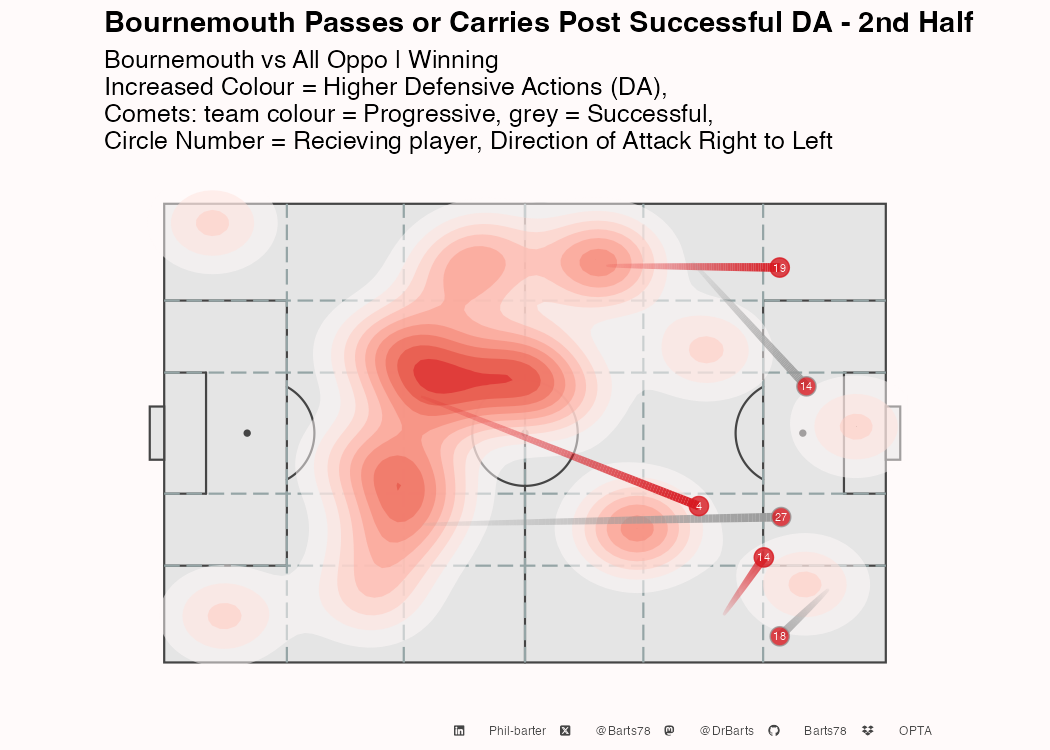 Bournemouth Passes or Carries Post Successful DA - 2nd Half
Bournemouth vs All Oppo | Winning
Increased Colour = Higher Defensive Actions (DA),
Comets: team colour = Progressive, grey = Successful,
Circle Number = Recieving player, Direction of Attack Right to Left
19
14
4
27
14
18
Phil-barter @Barts78 @DrBarts Barts78 OPTA